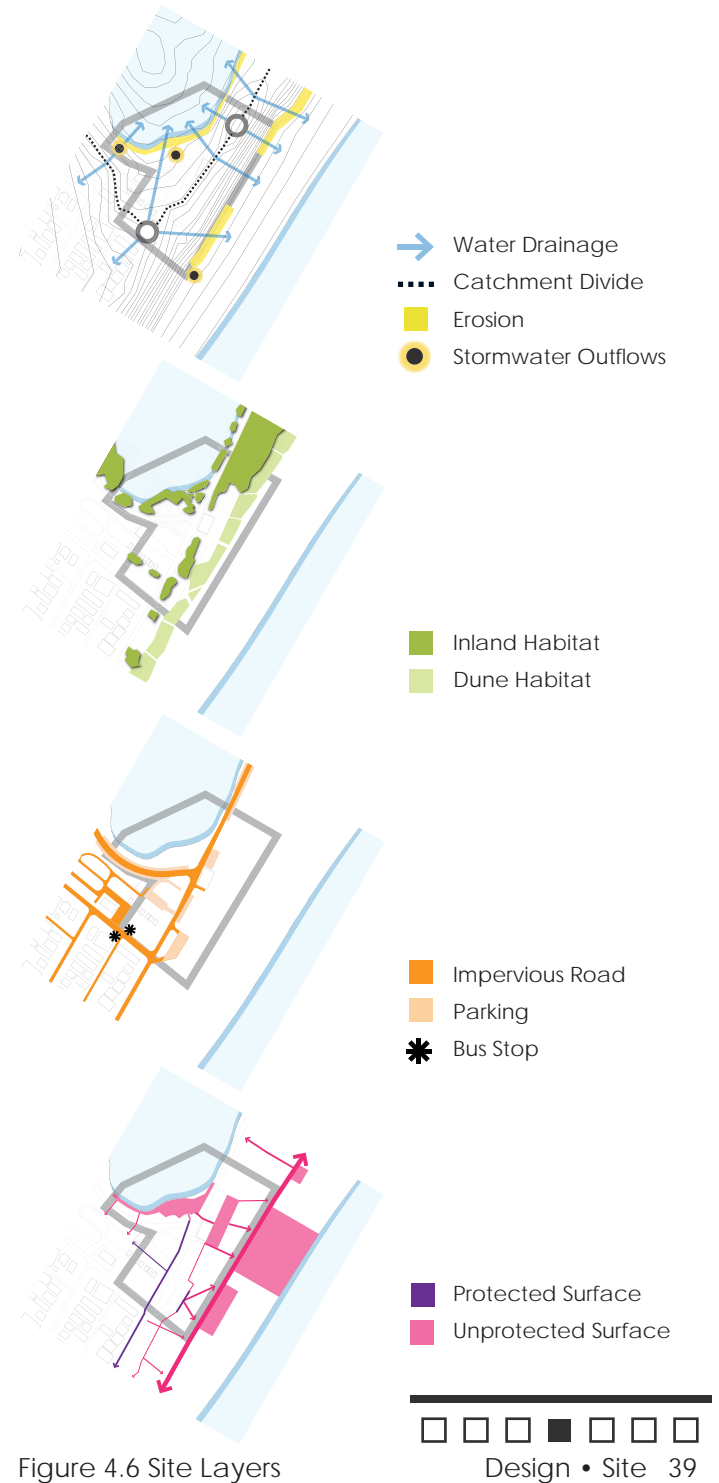 Water Drainage
Catchment Divide
Erosion
Stormwater Outflows
Inland Habitat
Dune Habitat
Impervious Road
Parking
Bus Stop
Protected Surface
Unprotected Surface
Figure 4.6 Site Layers
Design • Site 39